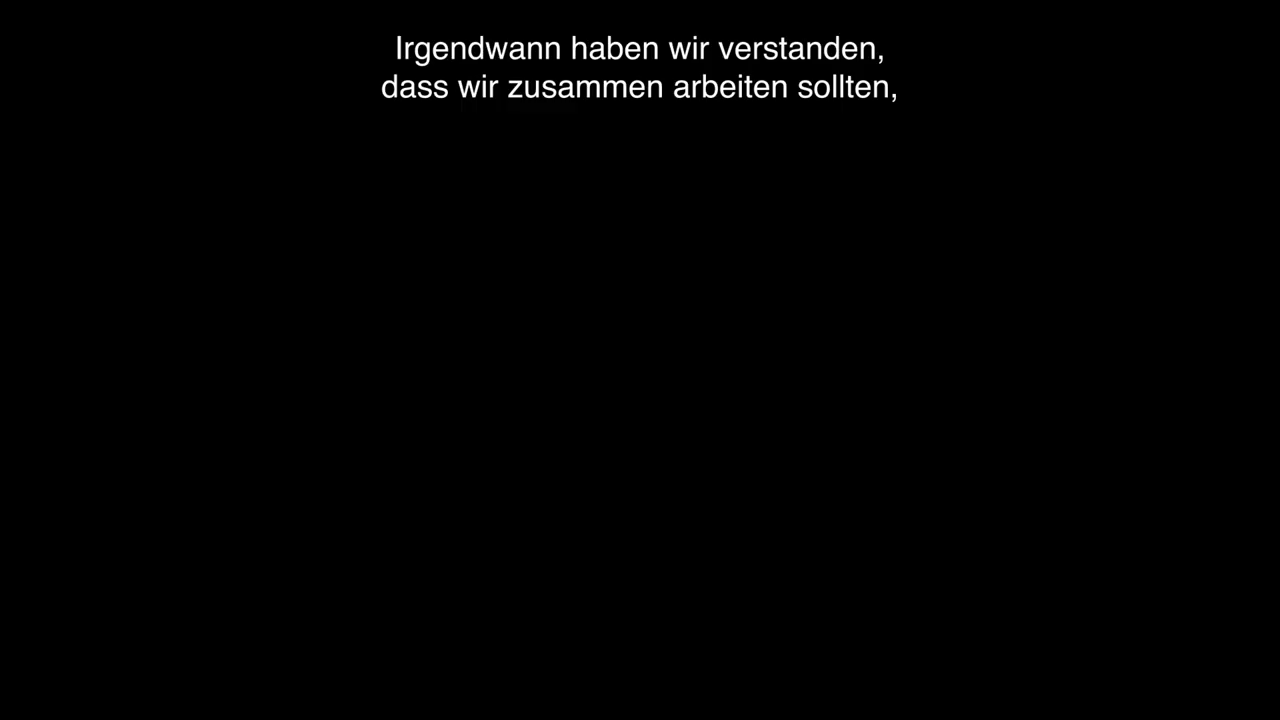 Irgendwann haben wir verstanden,
dass wir zusammen arbeiten sollten,